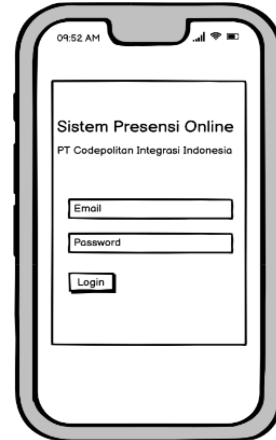 09:52 AM
Sistem Presensi Online
PT Codepolitan Integrasi Indonesia
Email
Password
Login